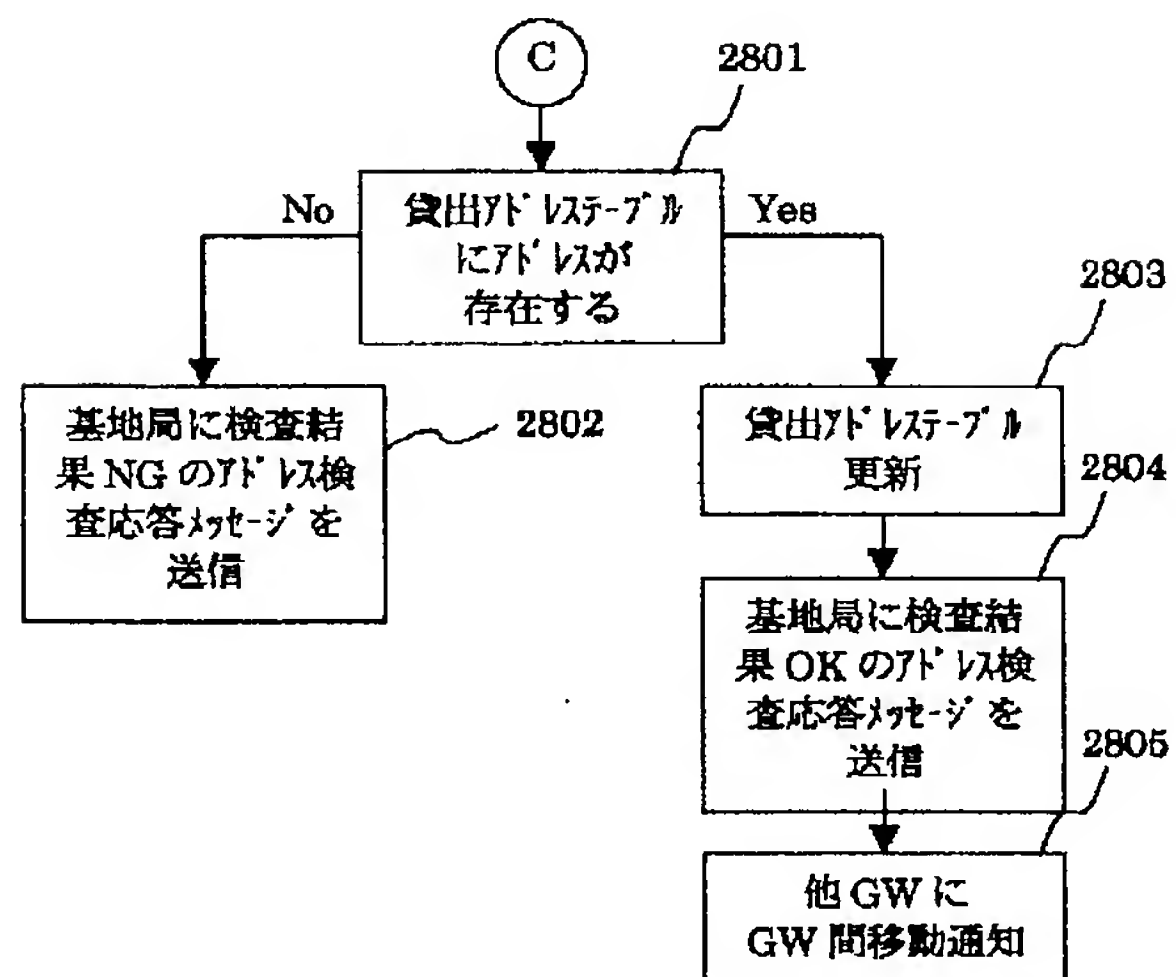 C
2801
No
貸出ｱﾄﾞﾚｽﾃｰﾌﾞﾙ
にｱﾄﾞﾚｽが
存在する
Yes
2803
基地局に検査結
果 NG のｱﾄﾞﾚｽ検
査応答ﾒｯｾｰｼﾞを
送信
2802
貸出ｱﾄﾞﾚｽﾃｰﾌﾞﾙ
更新
2804
基地局に検査結
果 OK のｱﾄﾞﾚｽ検
査応答ﾒｯｾｰｼﾞを
送信
2805
他 GW に
GW 間移動通知